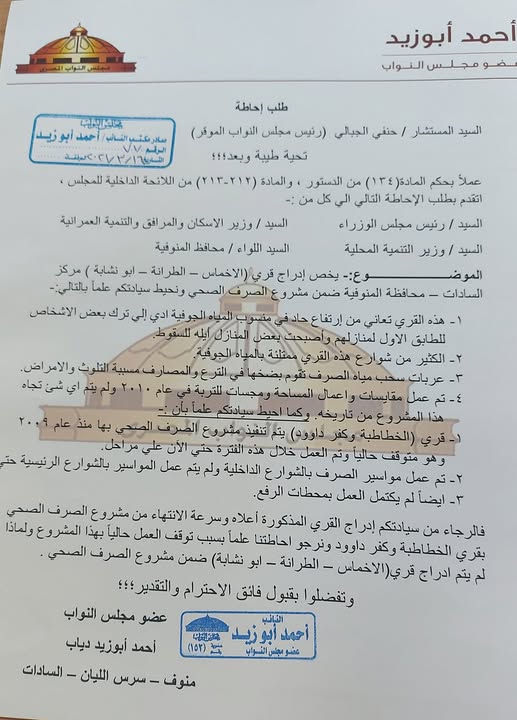 أحمد أبوزيد
عضو مجلس النواب
مجلس النواب المصرى
طلب إحاطة
السيد المستشار / حنفي الجبالي (رئيس مجلس النواب الموقر)
تحية طيبة وبعد؛؛؛
صادر مكتب النائب/ أحمد أبوزيد
الرقم ٧٧
التاريخ ٢٠٢١/٣/١٦
عملاً بحكم المادة(١٣٤) من الدستور ، والمادة (٢١٢-٢١٣) من اللائحة الداخلية للمجلس ،
اتقدم بطلب الإحاطة التالي الي كل من :-
السيد / رئيس مجلس الوزراء السيد / وزير الاسكان والمرافق والتنمية العمرانية
السيد / وزير التنمية المحلية السيد اللواء / محافظ المنوفية
الموضــــــــــوع:- يخص إدراج قري (الاخماس – الطرانة – ابو نشابة ) مركز
السادات – محافظة المنوفية ضمن مشروع الصرف الصحي ونحيط سيادتكم علماً بالتالي:-
١- هذه القري تعاني من إرتفاع حاد في منسوب المياه الجوفية ادي إلي ترك بعض الاشخاص
للطابق الاول لمنازلهم وأصبحت بعض المنازل ايله للسقوط.
٢- الكثير من شوارع هذه القري ممتلئة بالمياه الجوفية.
٣- عربات سحب مياه الصرف تقوم بضخها في الترع والمصارف مسببة التلوث والامراض.
٤- تم عمل مقايسات واعمال المساحة ومجسات للتربة في عام ٢٠١٠ ولم يتم اي شئ تجاه
هذا المشروع من تاريخه. وكما احيط سيادتكم علماً بأن :-
١- قري (الخطاطبة وكفر داوود) يتم تنفيذ مشروع الصرف الصحي بها منذ عام ٢٠٠٩
وهو متوقف حالياً وتم العمل خلال هذه الفترة حتي الآن علي مراحل.
٢- تم عمل مواسير الصرف بالشوارع الداخلية ولم يتم عمل المواسير بالشوارع الرئيسية حتي
٣- ايضاً لم يكتمل العمل بمحطات الرفع.
فالرجاء من سيادتكم إدراج القري المذكورة أعلاه وسرعة الانتهاء من مشروع الصرف الصحي
بقري الخطاطبة وكفر داوود ونرجو احاطتنا علماً بسبب توقف العمل حالياً بهذا المشروع ولماذا
لم يتم ادراج قري(الاخماس – الطرانة – ابو نشابة) ضمن مشروع الصرف الصحي .
وتفضلوا بقبول فائق الاحترام والتقدير؛؛؛
عضو مجلس النواب
أحمد أبوزيد دياب
منوف – سرس الليان – السادات
النائب
أحمد أبوزيد
عضو مجلس النواب
(١٥٢)